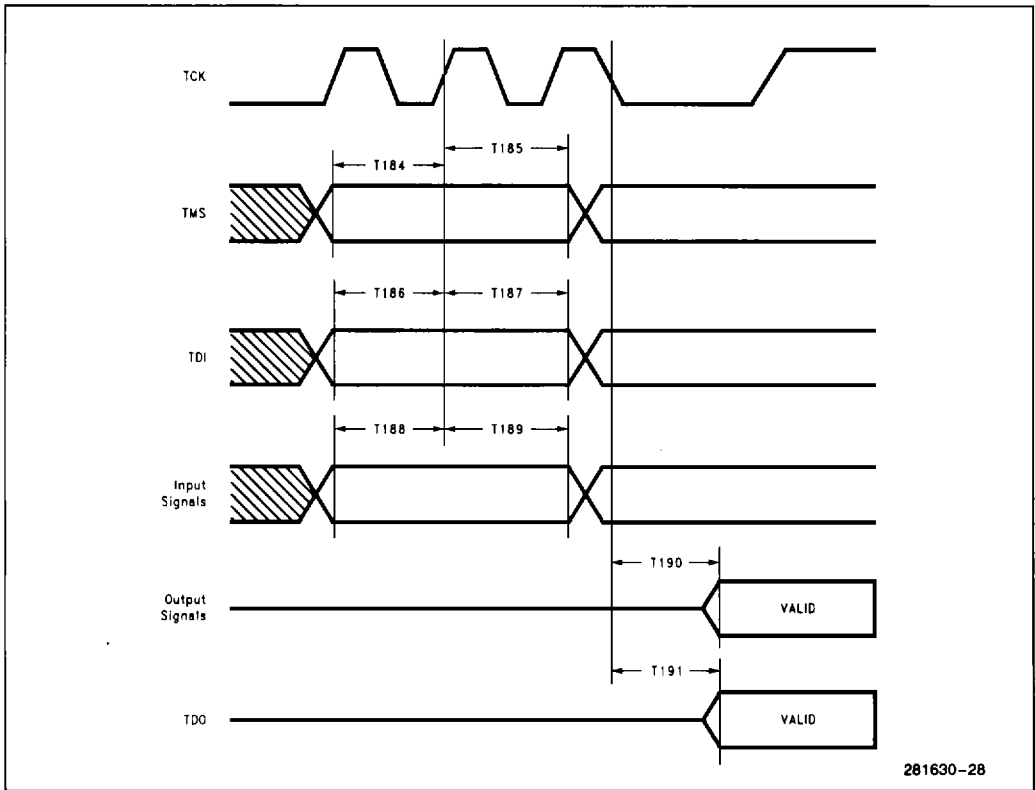 TCK
T185
T184
TMS
T186 T187
TDI
T188 T189
Input
Signals
T190
Output
Signals
VALID
T191
TDO
VALID
281630-28